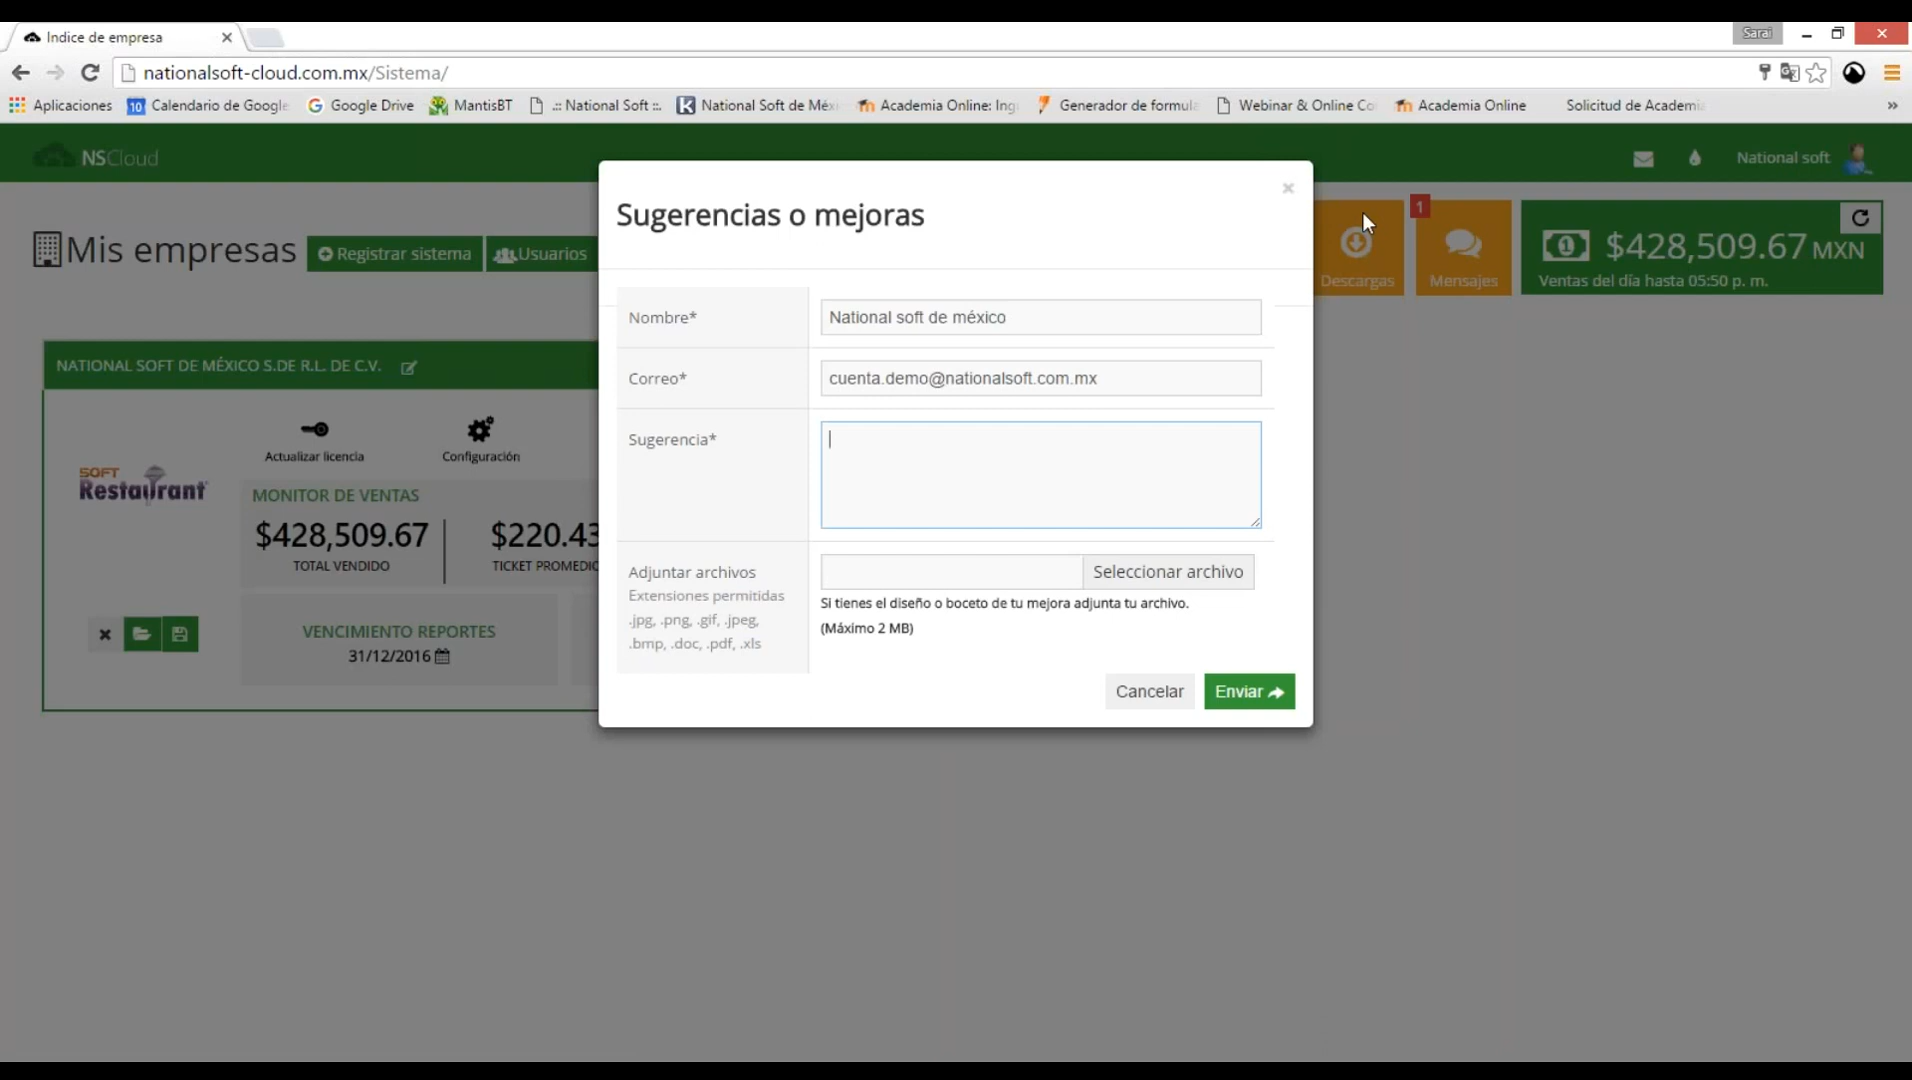 Indice de empresa
Sarai
nationalsoft-cloud.com.mx/Sistema/
Aplicaciones
10 Calendario de Google
Google Drive
MantisBT
.:: National Soft ::.
National Soft de Méxi
Academia Online: Ing
Generador de formula
Webinar & Online Co
Academia Online
Solicitud de Academia
»
NSCloud
National soft
Mis empresas
Registrar sistema
Usuarios
Descargas
1
Mensajes
$428,509.67 MXN
Ventas del día hasta 05:50 p. m.
NATIONAL SOFT DE MÉXICO S.DE R.L. DE C.V.
Actualizar licencia
Configuración
SOFT
Restaurant
MONITOR DE VENTAS
$428,509.67
TOTAL VENDIDO
$220.43
TICKET PROMEDIO
VENCIMIENTO REPORTES
31/12/2016
Sugerencias o mejoras
Nombre*
National soft de méxico
Correo*
cuenta.demo@nationalsoft.com.mx
Sugerencia*
Adjuntar archivos
Extensiones permitidas
.jpg, .png, .gif, .jpeg,
.bmp, .doc, .pdf, .xls
Seleccionar archivo
Si tienes el diseño o boceto de tu mejora adjunta tu archivo.
(Máximo 2 MB)
Cancelar
Enviar